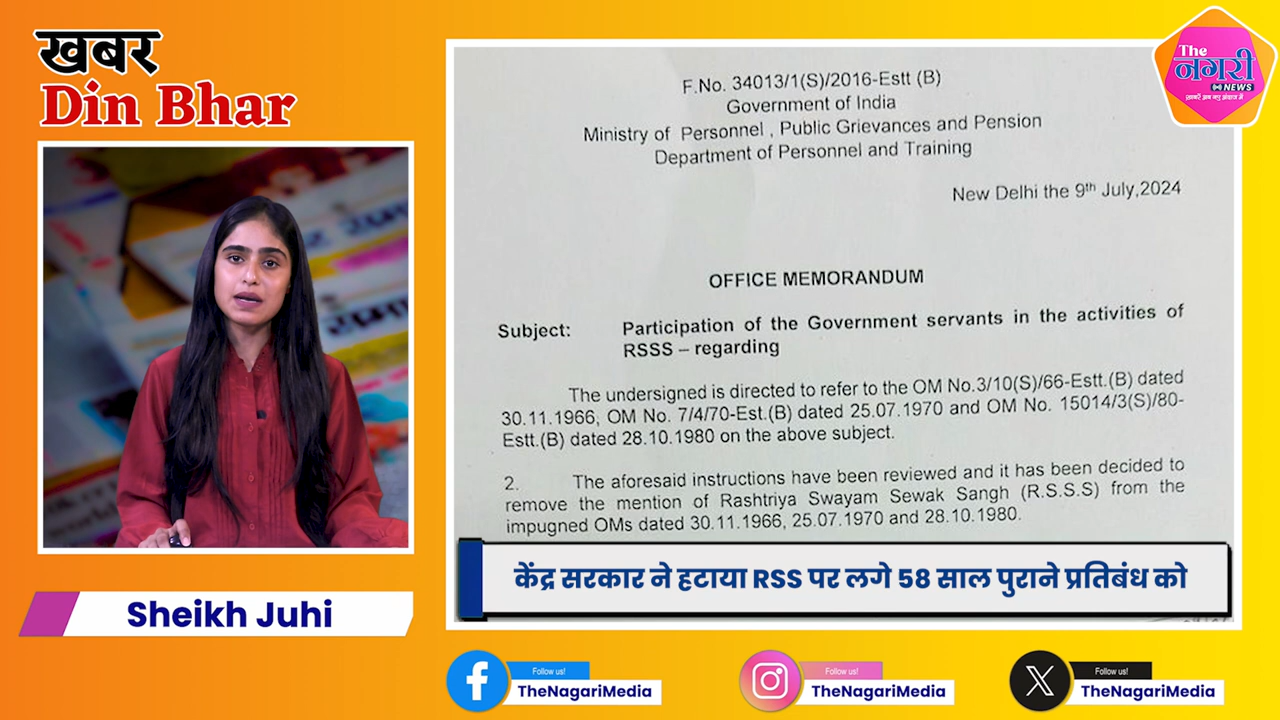 खबर
Din Bhar
The
नगरी
NEWS
F.No. 34013/1(S)/2016-Estt (B)
Government of India
Ministry of Personnel , Public Grievances and Pension
Department of Personnel and Training
New Delhi the 9th July,2024
OFFICE MEMORANDUM
Subject: Participation of the Government servants in the activities of
RSSS – regarding
The undersigned is directed to refer to the OM No.3/10(S)/66-Estt.(B) dated
30.11.1966, OM No. 7/4/70-Est.(B) dated 25.07.1970 and OM No. 15014/3(S)/80-
Estt.(B) dated 28.10.1980 on the above subject.
2. The aforesaid instructions have been reviewed and it has been decided to
remove the mention of Rashtriya Swayam Sewak Sangh (R.S.S.S) from the
impugned OMs dated 30.11.1966, 25.07.1970 and 28.10.1980.
केंद्र सरकार ने हटाया RSS पर लगे 58 साल पुराने प्रतिबंध को
Sheikh Juhi
Follow us!
TheNagariMedia
Follow us!
TheNagariMedia
Follow us!
TheNagariMedia